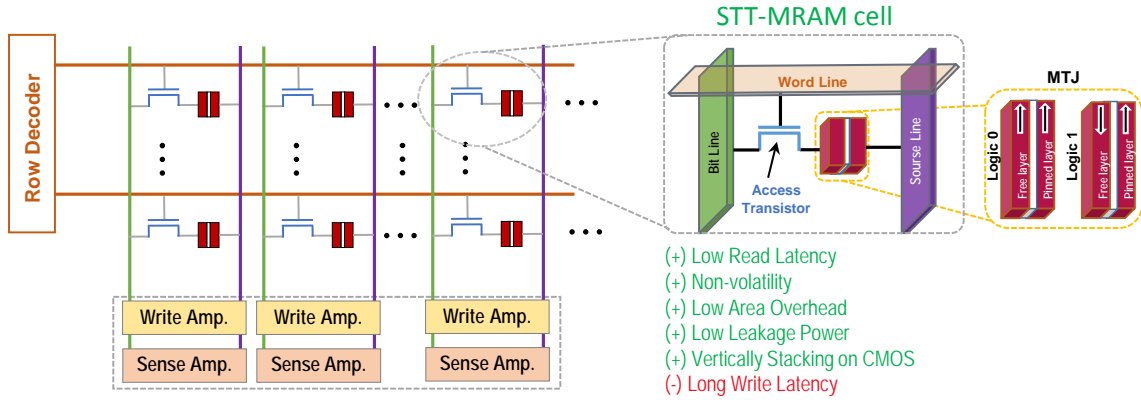 STT-MRAM cell
Row Decoder
Word Line
Bit Line
Sourse Line
Access
Transistor
MTJ
Logic 0
Free layer
Pinned layer
Logic 1
Free layer
Pinned layer
Write Amp.
Write Amp.
Write Amp.
Sense Amp.
Sense Amp.
Sense Amp.
(+) Low Read Latency
(+) Non-volatility
(+) Low Area Overhead
(+) Low Leakage Power
(+) Vertically Stacking on CMOS
(-) Long Write Latency